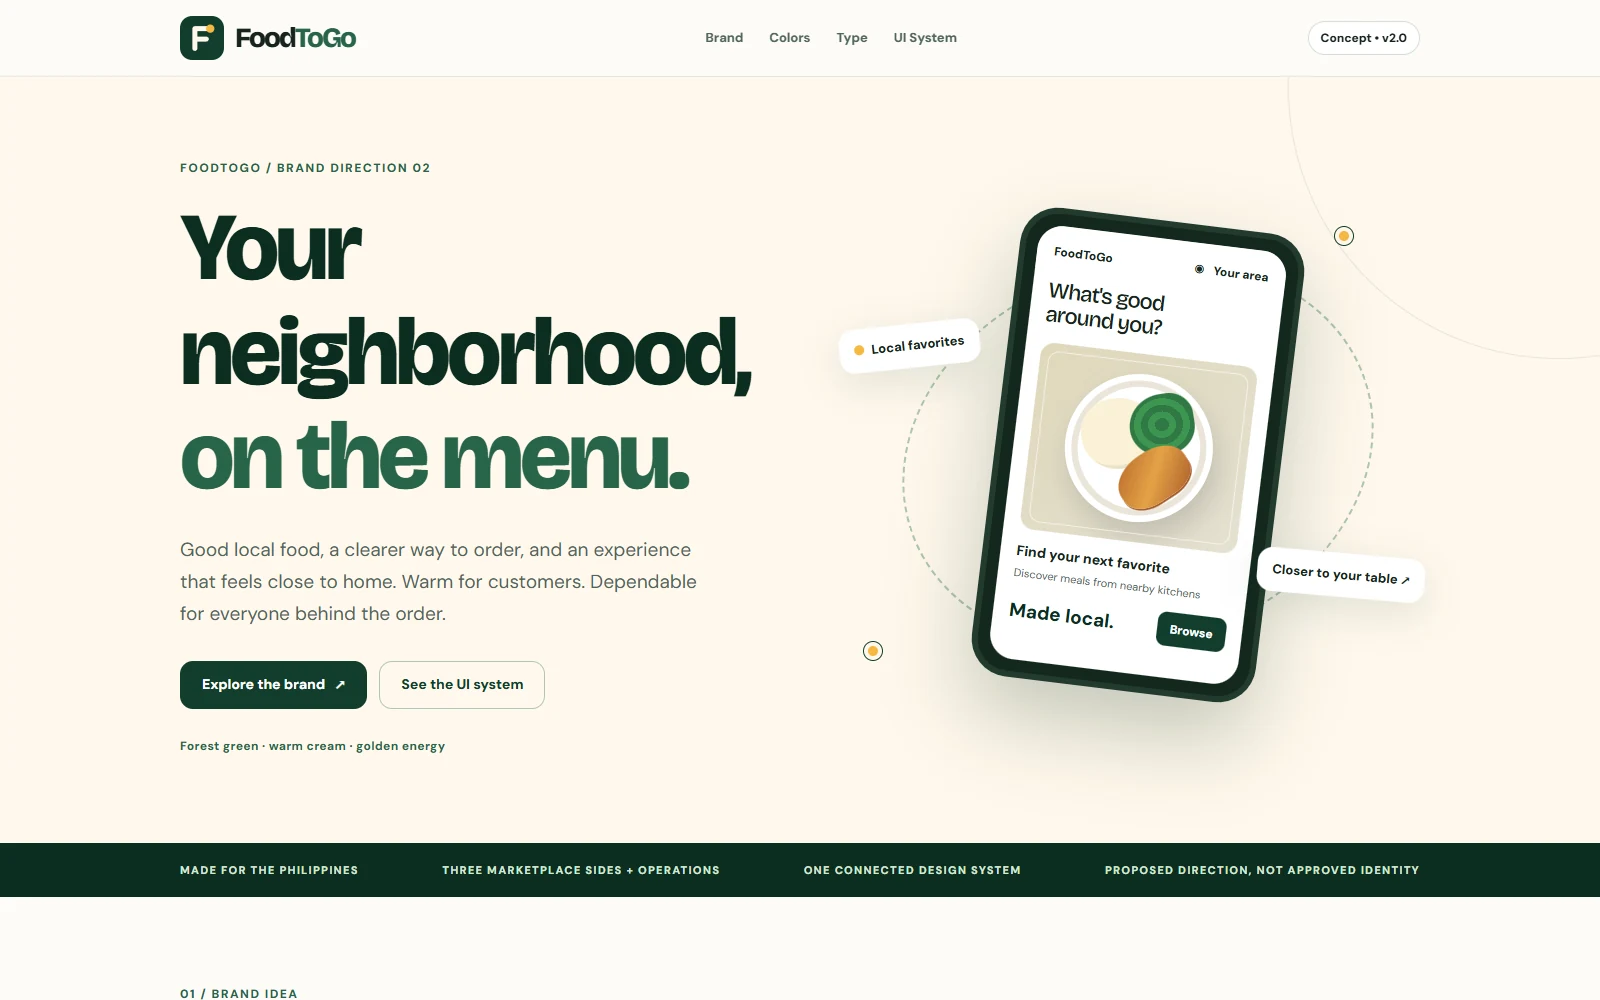 FoodToGo
Brand Colors Type UI System
Concept • v2.0
FOODTOGO / BRAND DIRECTION 02
Your
neighborhood,
on the menu.
Good local food, a clearer way to order, and an experience
that feels close to home. Warm for customers. Dependable
for everyone behind the order.
Explore the brand ↗
See the UI system
Forest green · warm cream · golden energy
Local favorites
FoodToGo
◉ Your area
What's good
around you?
Find your next favorite
Discover meals from nearby kitchens
Made local.
Browse
Closer to your table ↗
MADE FOR THE PHILIPPINES
THREE MARKETPLACE SIDES + OPERATIONS
ONE CONNECTED DESIGN SYSTEM
PROPOSED DIRECTION, NOT APPROVED IDENTITY
01 / BRAND IDEA